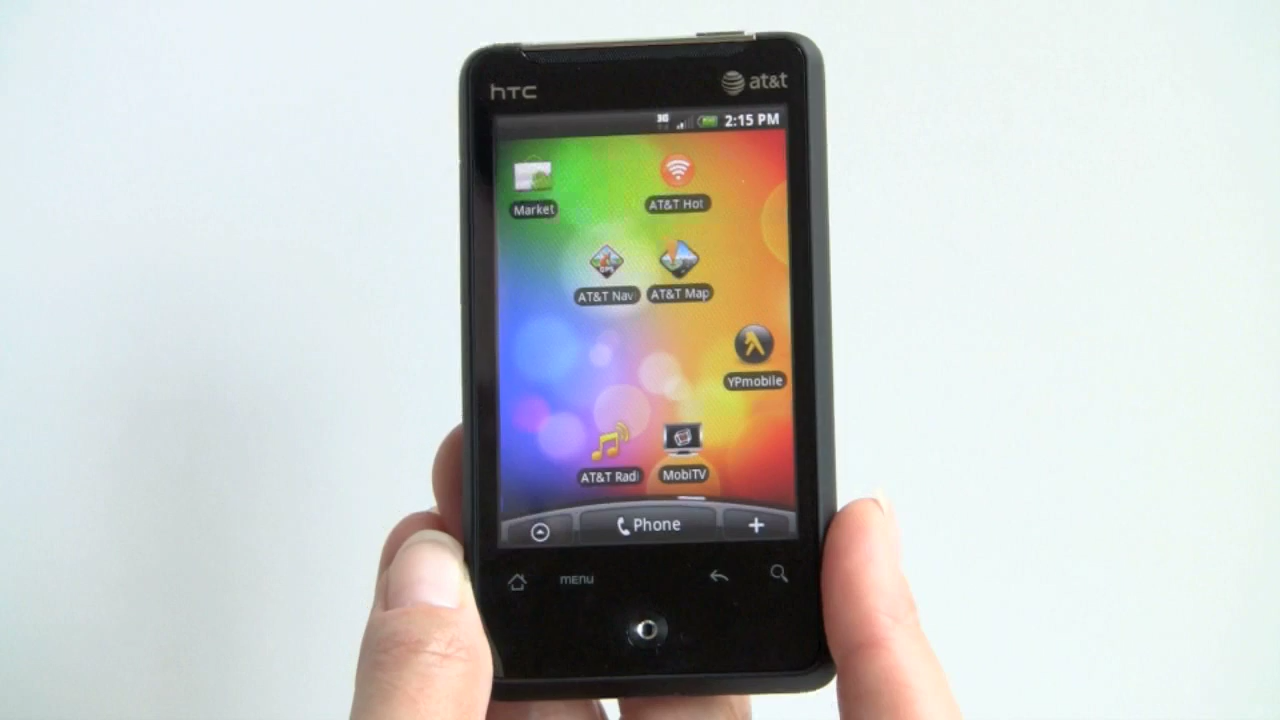 hTC
at&t
3G
2:15 PM
Market
AT&T Hot
AT&T Nav
AT&T Map
YPmobile
AT&T Radi
MobiTV
Phone
menu